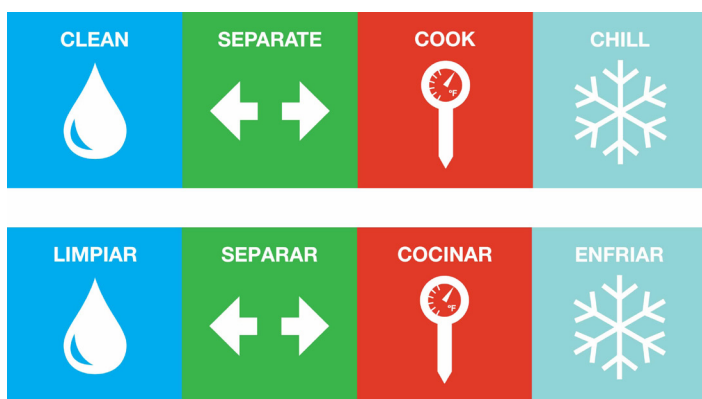 CLEAN SEPARATE COOK CHILL
°F
LIMPIAR SEPARAR COCINAR ENFRIAR
°F